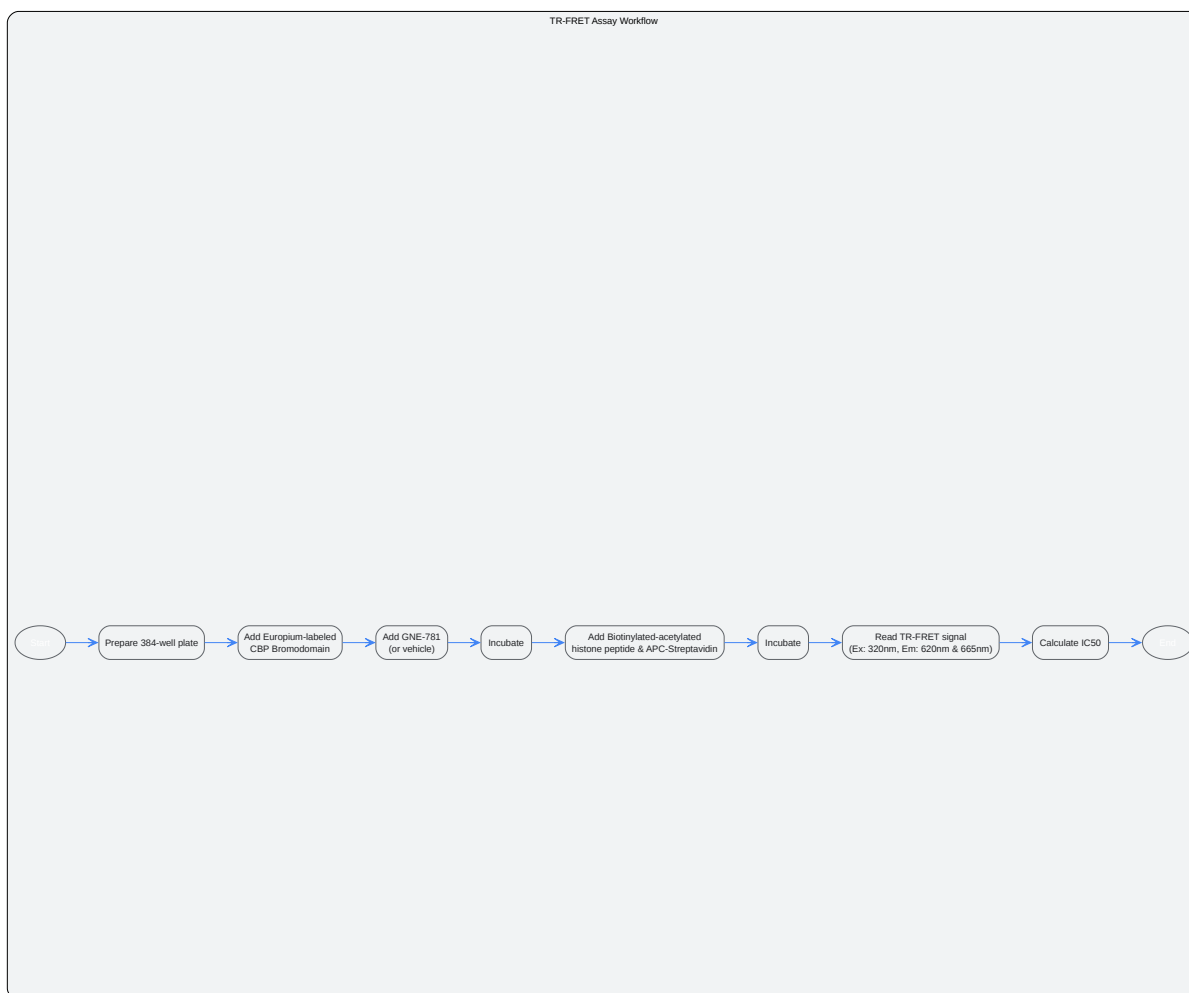 TR-FRET Assay Workflow
Start
Prepare 384-well plate
Add Europium-labeled
CBP Bromodomain
Add GNE-781
(or vehicle)
Incubate
Add Biotinylated-acetylated
histone peptide & APC-Streptavidin
Incubate
Read TR-FRET signal
(Ex: 320nm, Em: 620nm & 665nm)
Calculate IC50
End